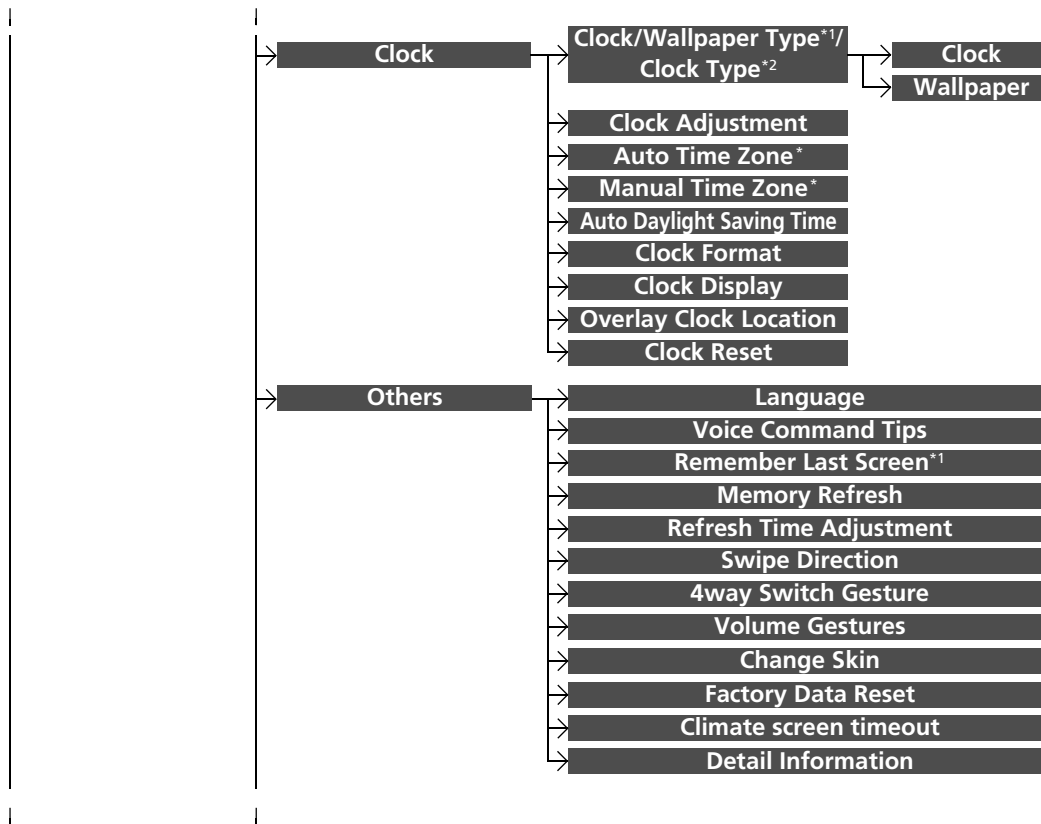 Clock
Clock/Wallpaper Type*1/
Clock Type*2
Clock
Wallpaper
Clock Adjustment
Auto Time Zone*
Manual Time Zone*
Auto Daylight Saving Time
Clock Format
Clock Display
Overlay Clock Location
Clock Reset
Others
Language
Voice Command Tips
Remember Last Screen*1
Memory Refresh
Refresh Time Adjustment
Swipe Direction
4way Switch Gesture
Volume Gestures
Change Skin
Factory Data Reset
Climate screen timeout
Detail Information